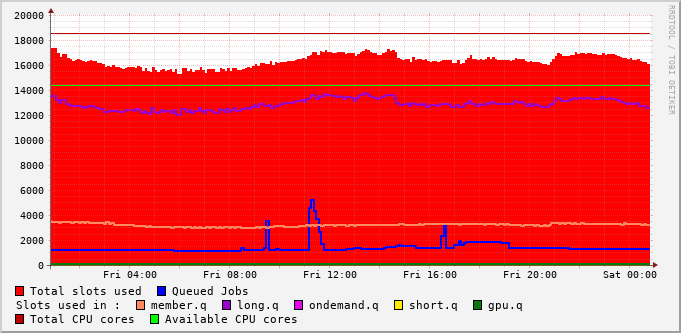 20000
18000
16000
14000
12000
10000
8000
6000
4000
2000
0
Fri 04:00 Fri 08:00 Fri 12:00 Fri 16:00 Fri 20:00 Sat 00:00
RRDTOOL / TOBI OETIKER
Total slots used Queued Jobs
Slots used in : member.q long.q ondemand.q short.q gpu.q
Total CPU cores Available CPU cores